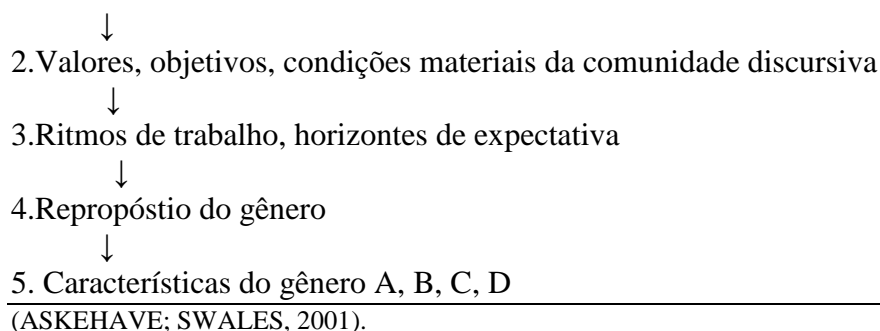 ↓
2.Valores, objetivos, condições materiais da comunidade discursiva
↓
3.Ritmos de trabalho, horizontes de expectativa
↓
4.Repropóstio do gênero
↓
5. Características do gênero A, B, C, D
(ASKEHAVE; SWALES, 2001).